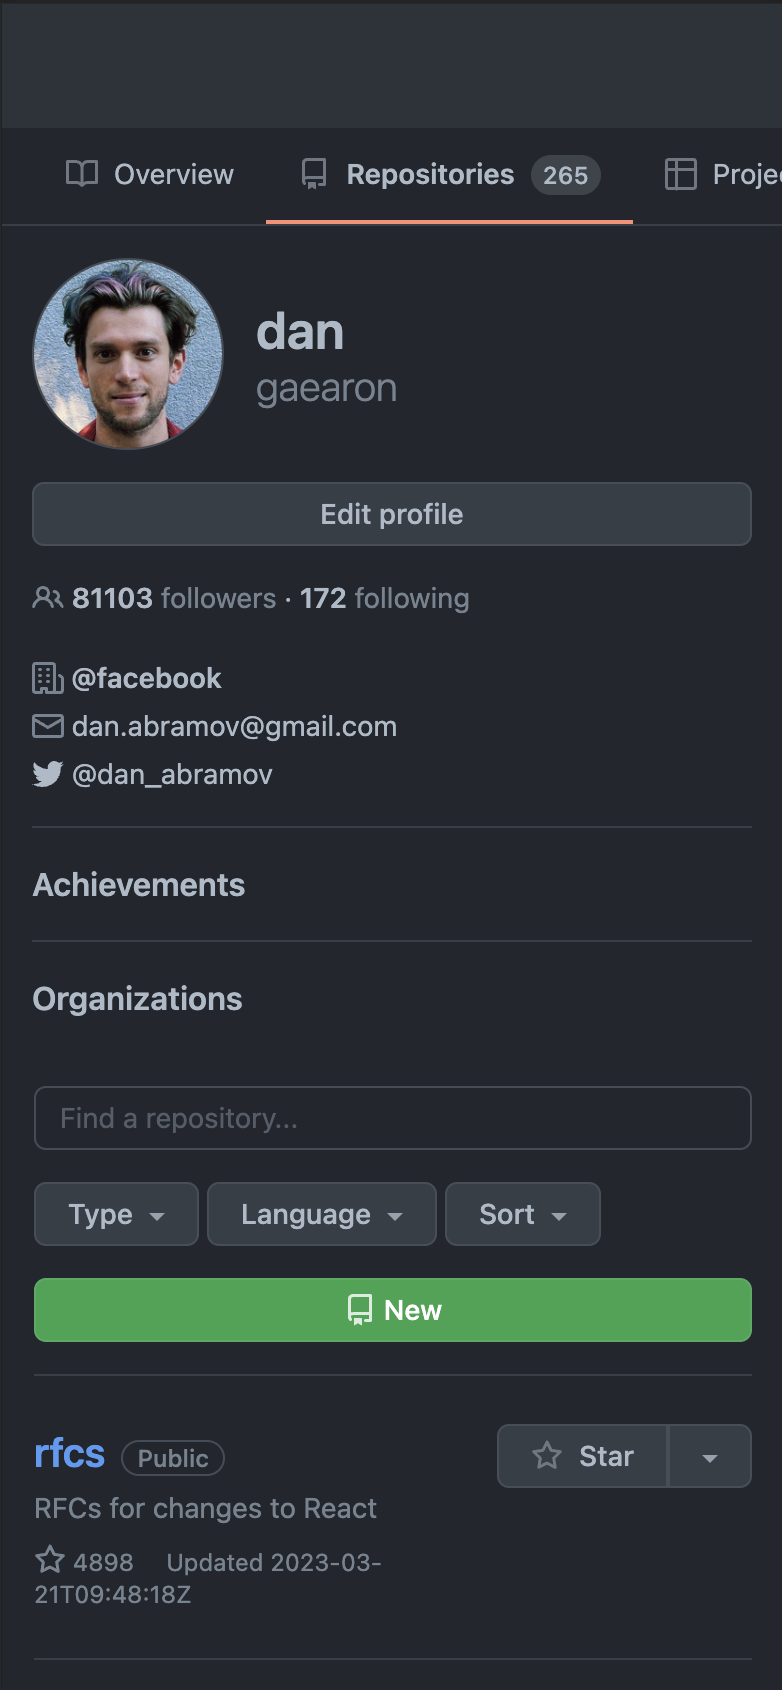 Overview
Repositories 265
Proje
dan
gaearon
Edit profile
81103 followers · 172 following
@facebook
dan.abramov@gmail.com
@dan_abramov
Achievements
Organizations
Find a repository...
Type
Language
Sort
New
rfcs Public
Star
RFCs for changes to React
4898 Updated 2023-03-
21T09:48:18Z